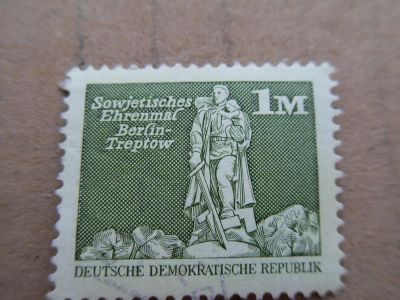 Sowjetisches
Ehrenmal
Berlin-
Treptow
1M
DEUTSCHE DEMOKRATISCHE REPUBLIK